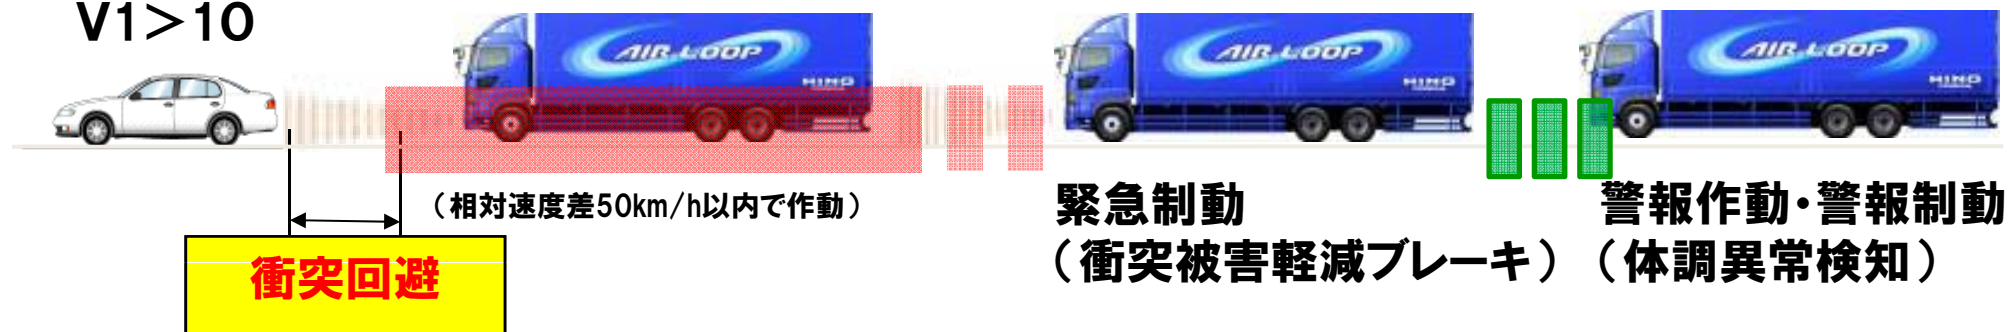 V1>10
AIR LOOP
HINO
AIR LOOP
HINO
AIR LOOP
HINO
（相対速度差50km/h以内で作動）
衝突回避
緊急制動
（衝突被害軽減ブレーキ）
警報作動・警報制動
（体調異常検知）